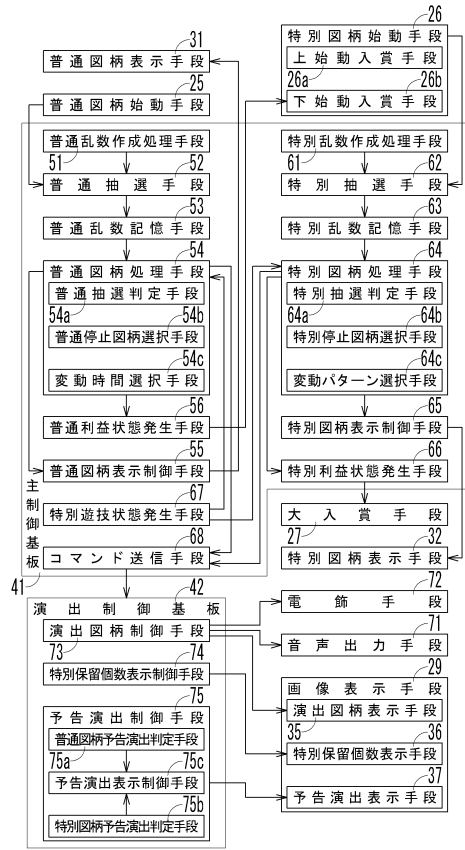 31
普通図柄表示手段
25
普通図柄始動手段
26
特別図柄始動手段
上始動入賞手段
26a
26b
下始動入賞手段
普通乱数作成処理手段
51
52
普通抽選手段
53
普通乱数記憶手段
54
普通図柄処理手段
普通抽選判定手段
54a
54b
普通停止図柄選択手段
54c
変動時間選択手段
56
普通利益状態発生手段
55
普通図柄表示制御手段
67
特別遊技状態発生手段
68
コマンド送信手段
主制御基板
41
特別乱数作成処理手段
61
62
特別抽選手段
63
特別乱数記憶手段
64
特別図柄処理手段
特別抽選判定手段
64a
64b
特別停止図柄選択手段
64c
変動パターン選択手段
65
特別図柄表示制御手段
66
特別利益状態発生手段
大入賞手段
27
32
特別図柄表示手段
42
演出制御基板
演出図柄制御手段
73
74
特別保留個数表示制御手段
75
予告演出制御手段
普通図柄予告演出判定手段
75a
75c
予告演出表示制御手段
75b
特別図柄予告演出判定手段
72
電飾手段
71
音声出力手段
29
画像表示手段
演出図柄表示手段
35
36
特別保留個数表示手段
37
予告演出表示手段